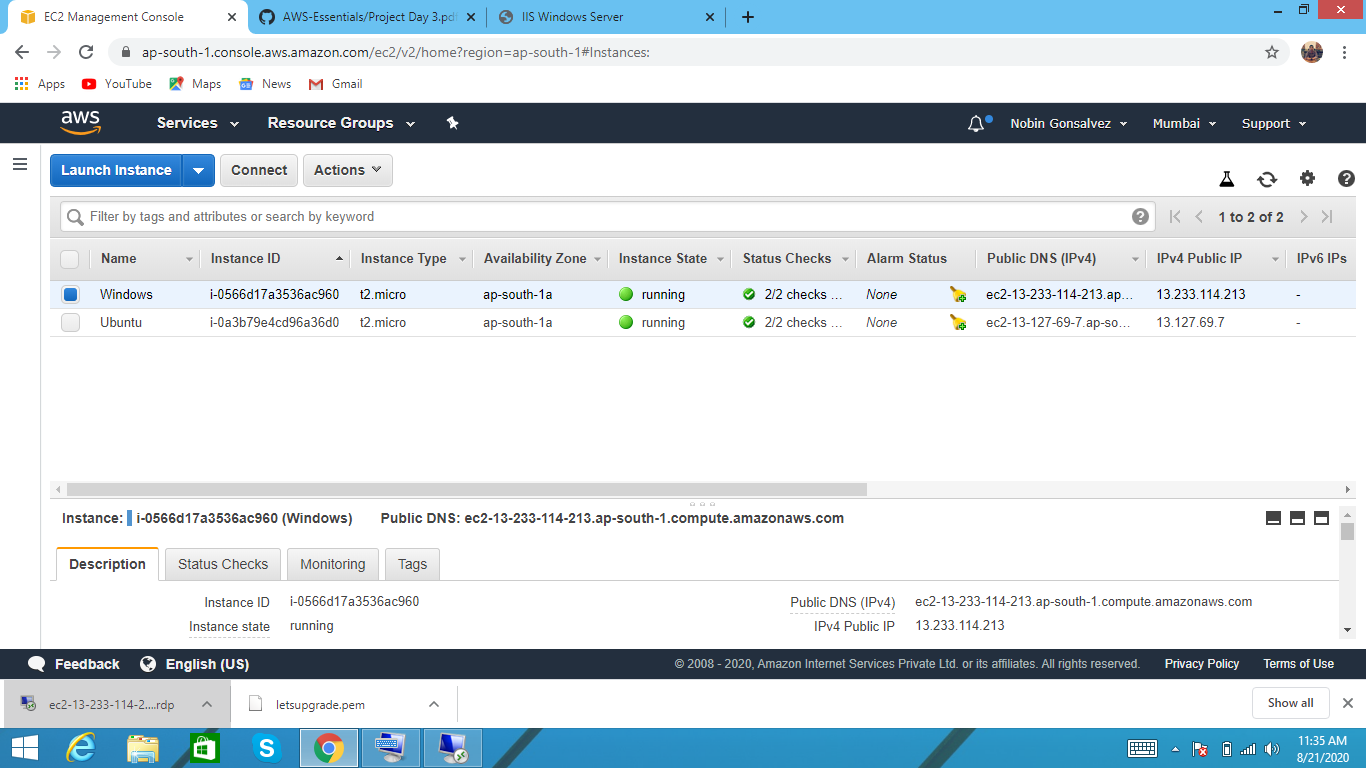 EC2 Management Console
AWS-Essentials/Project Day 3.pdf
IIS Windows Server
ap-south-1.console.aws.amazon.com/ec2/v2/home?region=ap-south-1#Instances:
Apps YouTube Maps News Gmail
aws Services Resource Groups Nobin Gonsalvez Mumbai Support
Launch Instance Connect Actions
Filter by tags and attributes or search by keyword 1 to 2 of 2
Name Instance ID Instance Type Availability Zone Instance State Status Checks Alarm Status Public DNS (IPv4) IPv4 Public IP IPv6 IPs
Windows i-0566d17a3536ac960 t2.micro ap-south-1a running 2/2 checks ... None ec2-13-233-114-213.ap... 13.233.114.213 -
Ubuntu i-0a3b79e4cd96a36d0 t2.micro ap-south-1a running 2/2 checks ... None ec2-13-127-69-7.ap-so... 13.127.69.7 -
Instance: i-0566d17a3536ac960 (Windows) Public DNS: ec2-13-233-114-213.ap-south-1.compute.amazonaws.com
Description Status Checks Monitoring Tags
Instance ID i-0566d17a3536ac960 Public DNS (IPv4) ec2-13-233-114-213.ap-south-1.compute.amazonaws.com
Instance state running IPv4 Public IP 13.233.114.213
Feedback English (US) © 2008 - 2020, Amazon Internet Services Private Ltd. or its affiliates. All rights reserved. Privacy Policy Terms of Use
ec2-13-233-114-2....rdp letsupgrade.pem Show all
11:35 AM
8/21/2020